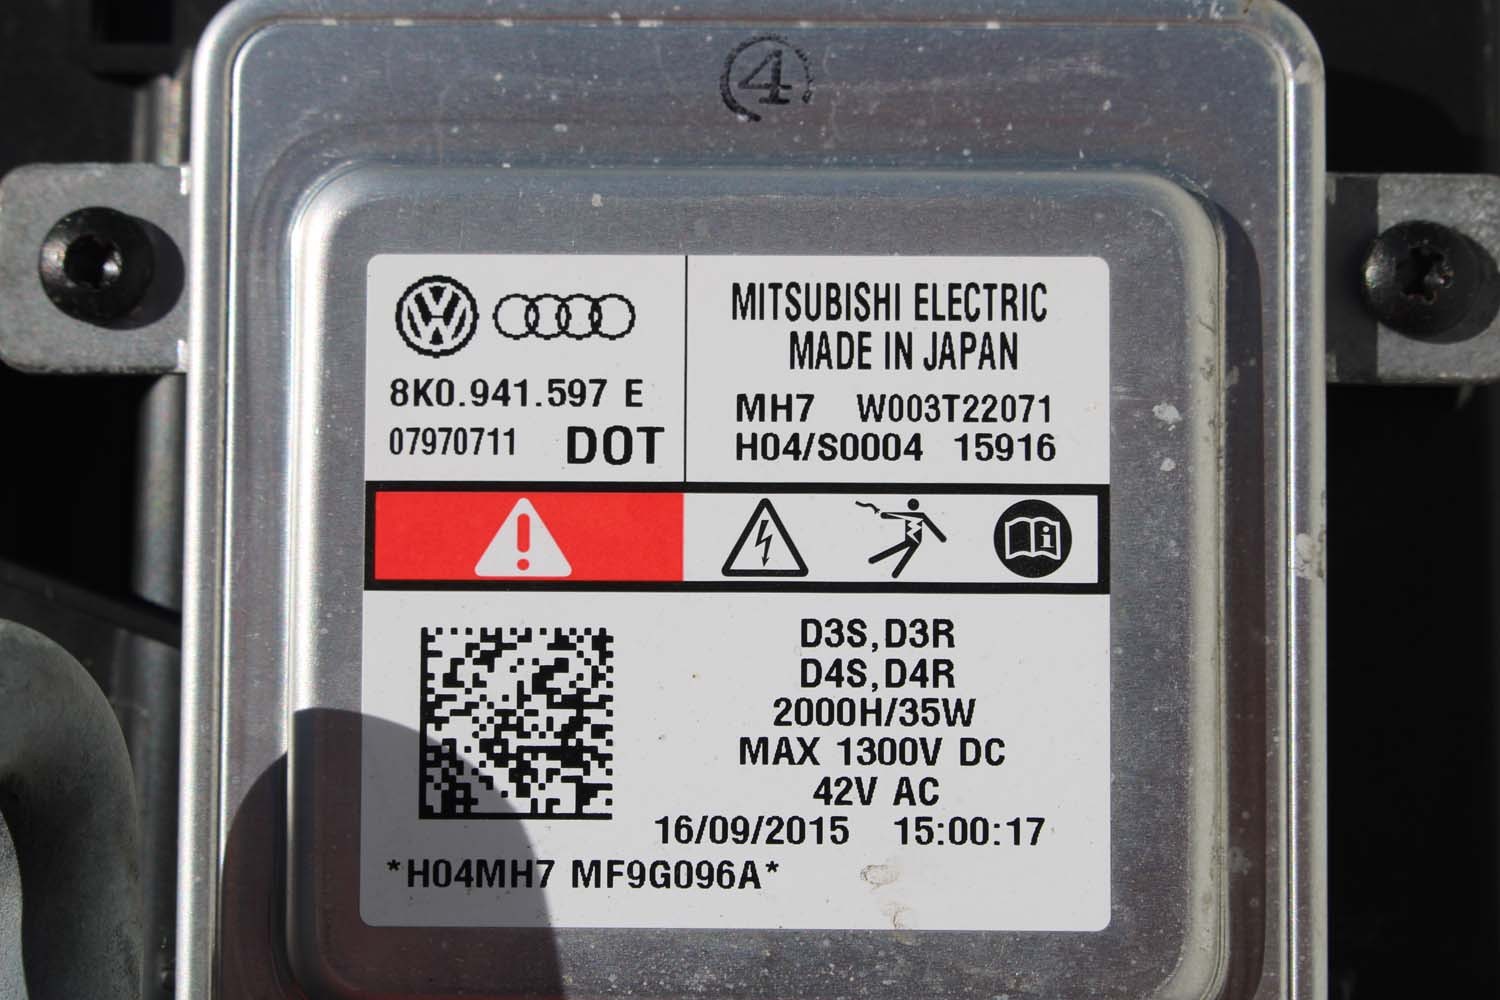 4
8K0.941.597 E
07970711 DOT
MITSUBISHI ELECTRIC
MADE IN JAPAN
MH7 W003T22071
H04/S0004 15916
D3S,D3R
D4S,D4R
2000H/35W
MAX 1300V DC
42V AC
16/09/2015 15:00:17
*H04MH7 MF9G096A*